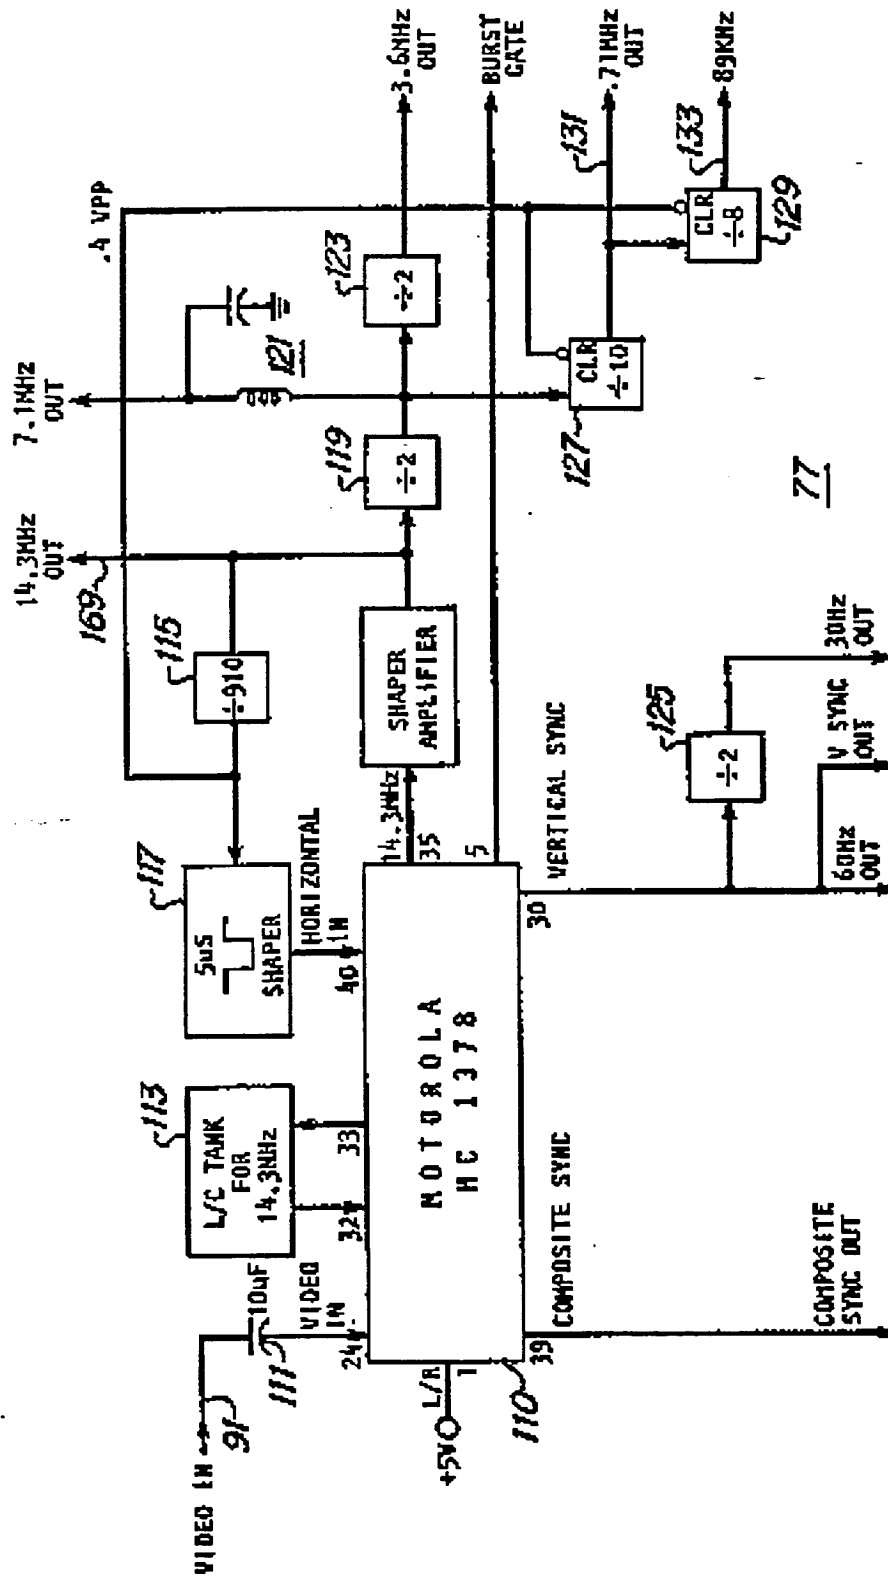 VIDEO IN
91
111
10uF
VIDEO
IN
24
+5V
L/R
1
110
L/C TANK
FOR
14.3MHz
113
32
33
5uS
SHAPER
117
HORIZONTAL
IN
40
MOTOROLA
MC 1378
39
COMPOSITE SYNC
COMPOSITE
SYNC OUT
30
VERTICAL SYNC
60Hz
OUT
V SYNC
OUT
÷2
125
30Hz
OUT
14.3MHz
35
5
SHAPER
AMPLIFIER
÷910
115
14.3MHz
OUT
169
÷2
119
7.1MHz
OUT
121
.4 VPP
÷2
123
3.6MHz
OUT
BURST
GATE
CLR
÷10
127
131
.71MHz
OUT
CLR
÷8
129
133
89KHz
77